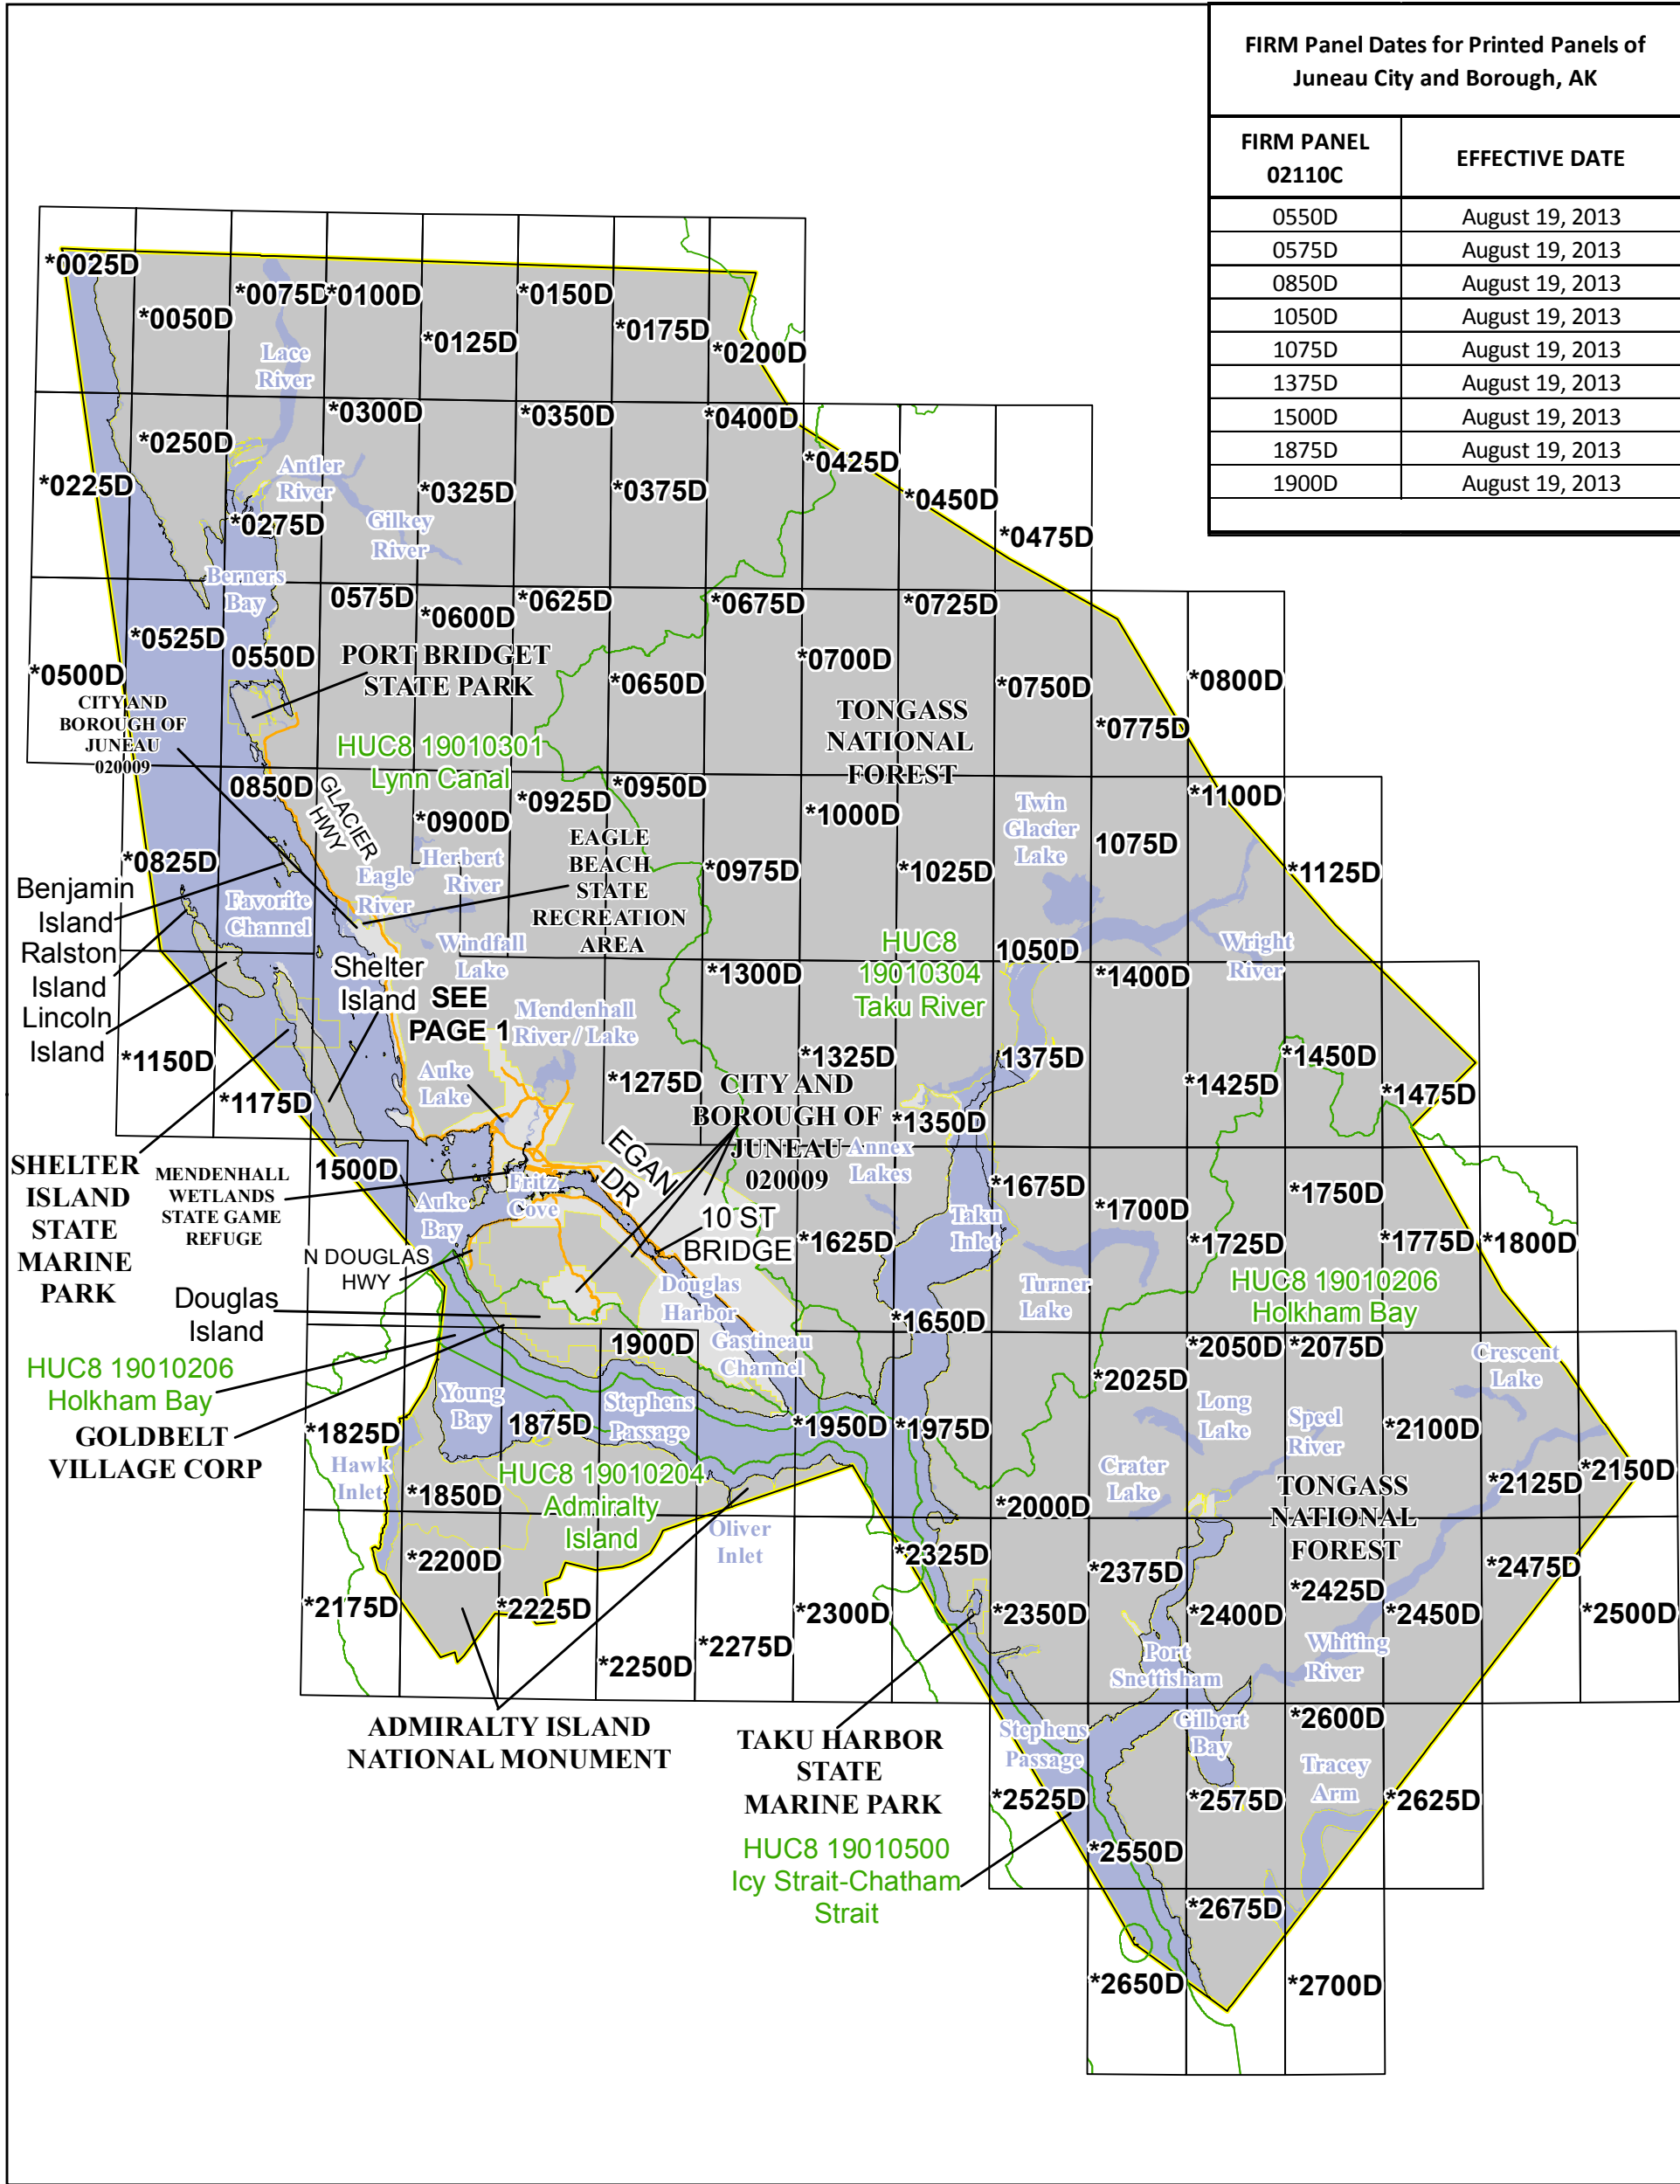 FIRM Panel Dates for Printed Panels of
Juneau City and Borough, AK
FIRM PANEL
02110C
EFFECTIVE DATE
0550D August 19, 2013
0575D August 19, 2013
0850D August 19, 2013
1050D August 19, 2013
1075D August 19, 2013
1375D August 19, 2013
1500D August 19, 2013
1875D August 19, 2013
1900D August 19, 2013
*0025D
*0050D
*0075D
*0100D
*0125D
*0150D
*0175D
*0200D
Lace
River
*0225D
*0250D
*0275D
*0300D
*0325D
*0350D
*0375D
*0400D
*0425D
*0450D
*0475D
Antler
River
Gilkey
River
Berners
Bay
*0500D
*0525D
0550D
0575D
*0600D
*0625D
*0650D
*0675D
*0700D
*0725D
*0750D
*0775D
*0800D
PORT BRIDGET
STATE PARK
CITY AND
BOROUGH OF
JUNEAU
020009
TONGASS
NATIONAL
FOREST
HUC8 19010301
Lynn Canal
*0825D
0850D
GLACIER
HWY
*0900D
*0925D
*0950D
*0975D
*1000D
*1025D
1050D
1075D
*1100D
*1125D
Twin
Glacier
Lake
Herbert
River
Eagle
River
EAGLE
BEACH
STATE
RECREATION
AREA
Benjamin
Island
Favorite
Channel
Ralston
Island
Lincoln
Island
Windfall
Lake
Wright
River
HUC8
19010304
Taku River
Shelter
Island
SEE
PAGE 1
Mendenhall
River / Lake
Auke
Lake
*1150D
*1175D
*1275D
*1300D
*1325D
*1350D
1375D
*1400D
*1425D
*1450D
*1475D
CITY AND
BOROUGH OF
JUNEAU
020009
Annex
Lakes
SHELTER
ISLAND
STATE
MARINE
PARK
1500D
MENDENHALL
WETLANDS
STATE GAME
REFUGE
Auke
Bay
Fritz
Cove
EGAN
DR
10 ST
BRIDGE
*1625D
*1650D
*1675D
*1700D
*1725D
*1750D
*1775D
*1800D
Taku
Inlet
Turner
Lake
HUC8 19010206
Holkham Bay
N DOUGLAS
HWY
Douglas
Island
Douglas
Harbor
Gastineau
Channel
HUC8 19010206
Holkham Bay
GOLDBELT
VILLAGE CORP
*1825D
*1850D
1875D
1900D
*1950D
*1975D
*2000D
*2025D
*2050D
*2075D
*2100D
*2125D
*2150D
Young
Bay
Stephens
Passage
Hawk
Inlet
HUC8 19010204
Admiralty
Island
Oliver
Inlet
Long
Lake
Speel
River
Crescent
Lake
Crater
Lake
TONGASS
NATIONAL
FOREST
*2175D
*2200D
*2225D
*2250D
*2275D
*2300D
*2325D
*2350D
*2375D
*2400D
*2425D
*2450D
*2475D
*2500D
Port
Snettisham
Whiting
River
ADMIRALTY ISLAND
NATIONAL MONUMENT
TAKU HARBOR
STATE
MARINE PARK
Stephens
Passage
Gilbert
Bay
Tracey
Arm
*2525D
*2550D
*2575D
*2600D
*2625D
HUC8 19010500
Icy Strait-Chatham
Strait
*2650D
*2675D
*2700D